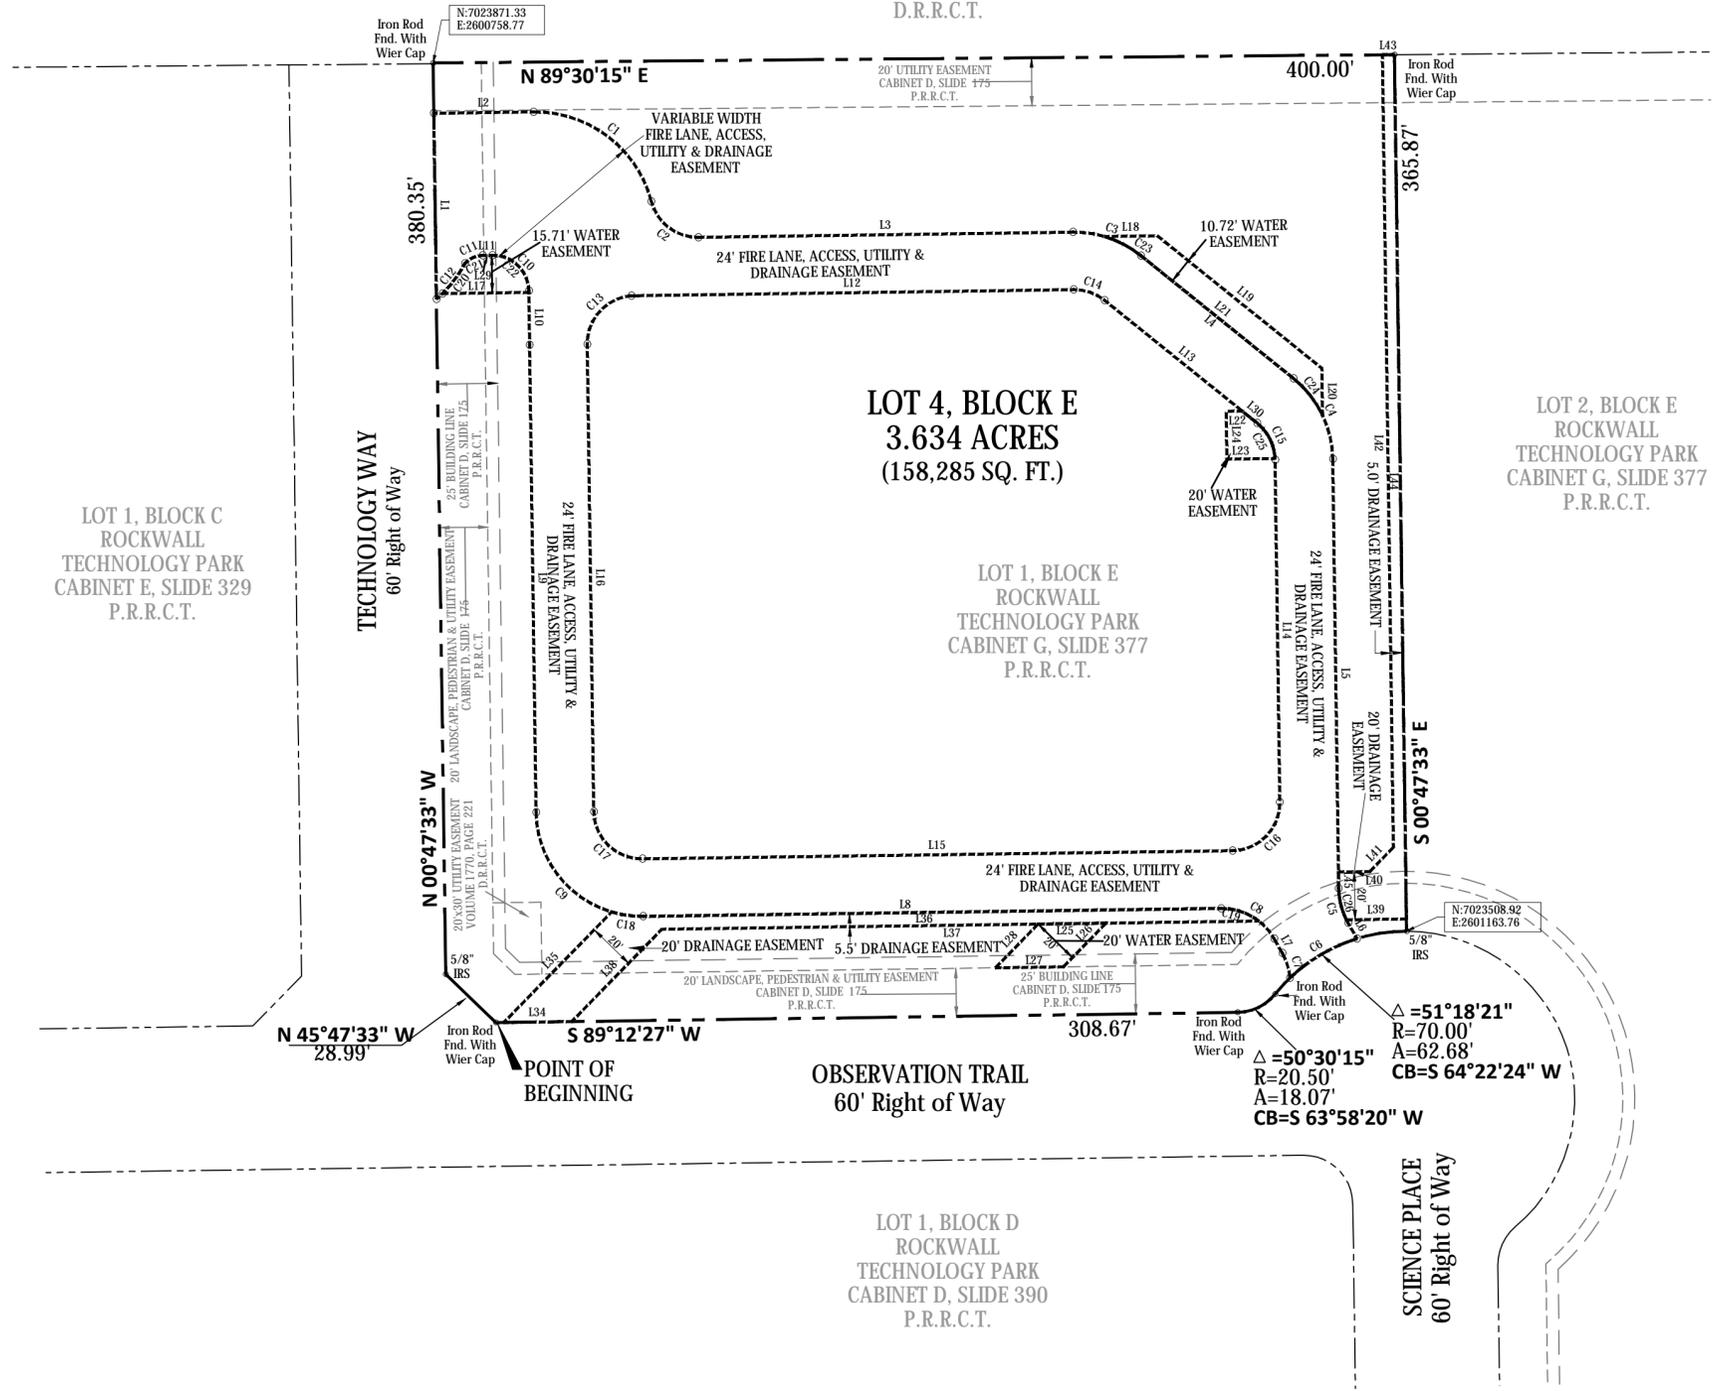 D.R.R.C.T.
N:7023871.33
E:2600758.77
Iron Rod
Fnd. With
Wier Cap
N 89°30'15" E
20' UTILITY EASEMENT
CABINET D, SLIDE 175
P.R.R.C.T.
400.00'
L43
Iron Rod
Fnd. With
Wier Cap
L2
C1
VARIABLE WIDTH
FIRE LANE, ACCESS,
UTILITY & DRAINAGE
EASEMENT
365.87'
380.35'
L1
C2
L3
C3
L18
C23
10.72' WATER
EASEMENT
15.71' WATER
EASEMENT
C11
L11
C10
C12
C21
C22
C20
L29
L17
24' FIRE LANE, ACCESS, UTILITY &
DRAINAGE EASEMENT
L12
C13
C14
L10
L19
L21
L4
L13
L20
C24
C4
LOT 4, BLOCK E
3.634 ACRES
(158,285 SQ. FT.)
L30
L22
L24
L23
C25
C15
20' WATER
EASEMENT
L42
L44
5.0' DRAINAGE EASEMENT
LOT 2, BLOCK E
ROCKWALL
TECHNOLOGY PARK
CABINET G, SLIDE 377
P.R.R.C.T.
25' BUILDING LINE
CABINET D, SLIDE 175
P.R.R.C.T.
TECHNOLOGY WAY
60' Right of Way
LOT 1, BLOCK C
ROCKWALL
TECHNOLOGY PARK
CABINET E, SLIDE 329
P.R.R.C.T.
20' LANDSCAPE, PEDESTRIAN & UTILITY EASEMENT
CABINET D, SLIDE 175
P.R.R.C.T.
24' FIRE LANE, ACCESS, UTILITY &
DRAINAGE EASEMENT
L9
L16
LOT 1, BLOCK E
ROCKWALL
TECHNOLOGY PARK
CABINET G, SLIDE 377
P.R.R.C.T.
L14
24' FIRE LANE, ACCESS, UTILITY &
DRAINAGE EASEMENT
L5
20' DRAINAGE
EASEMENT
S 00°47'33" E
N 00°47'33" W
20'x30' UTILITY EASEMENT
VOLUME 1770, PAGE 221
D.R.R.C.T.
C17
L15
C16
24' FIRE LANE, ACCESS, UTILITY &
DRAINAGE EASEMENT
C9
L41
L40
L45
20'
C5
C26
L39
L6
N:7023508.92
E:2601163.76
5/8"
IRS
C18
L8
L36
L37
C19
C8
L35
20'
L38
20' DRAINAGE EASEMENT
5.5' DRAINAGE EASEMENT
L28
L25
20'
L26
L27
20' WATER EASEMENT
L7
C6
C7
5/8"
IRS
20' LANDSCAPE, PEDESTRIAN & UTILITY EASEMENT
CABINET D, SLIDE 175
P.R.R.C.T.
25' BUILDING LINE
CABINET D, SLIDE 175
P.R.R.C.T.
Iron Rod
Fnd. With
Wier Cap
L34
S 89°12'27" W
308.67'
Iron Rod
Fnd. With
Wier Cap
N 45°47'33" W
28.99'
Iron Rod
Fnd. With
Wier Cap
POINT OF
BEGINNING
△ =51°18'21"
R=70.00'
A=62.68'
CB=S 64°22'24" W
△ =50°30'15"
R=20.50'
A=18.07'
CB=S 63°58'20" W
OBSERVATION TRAIL
60' Right of Way
SCIENCE PLACE
60' Right of Way
LOT 1, BLOCK D
ROCKWALL
TECHNOLOGY PARK
CABINET D, SLIDE 390
P.R.R.C.T.